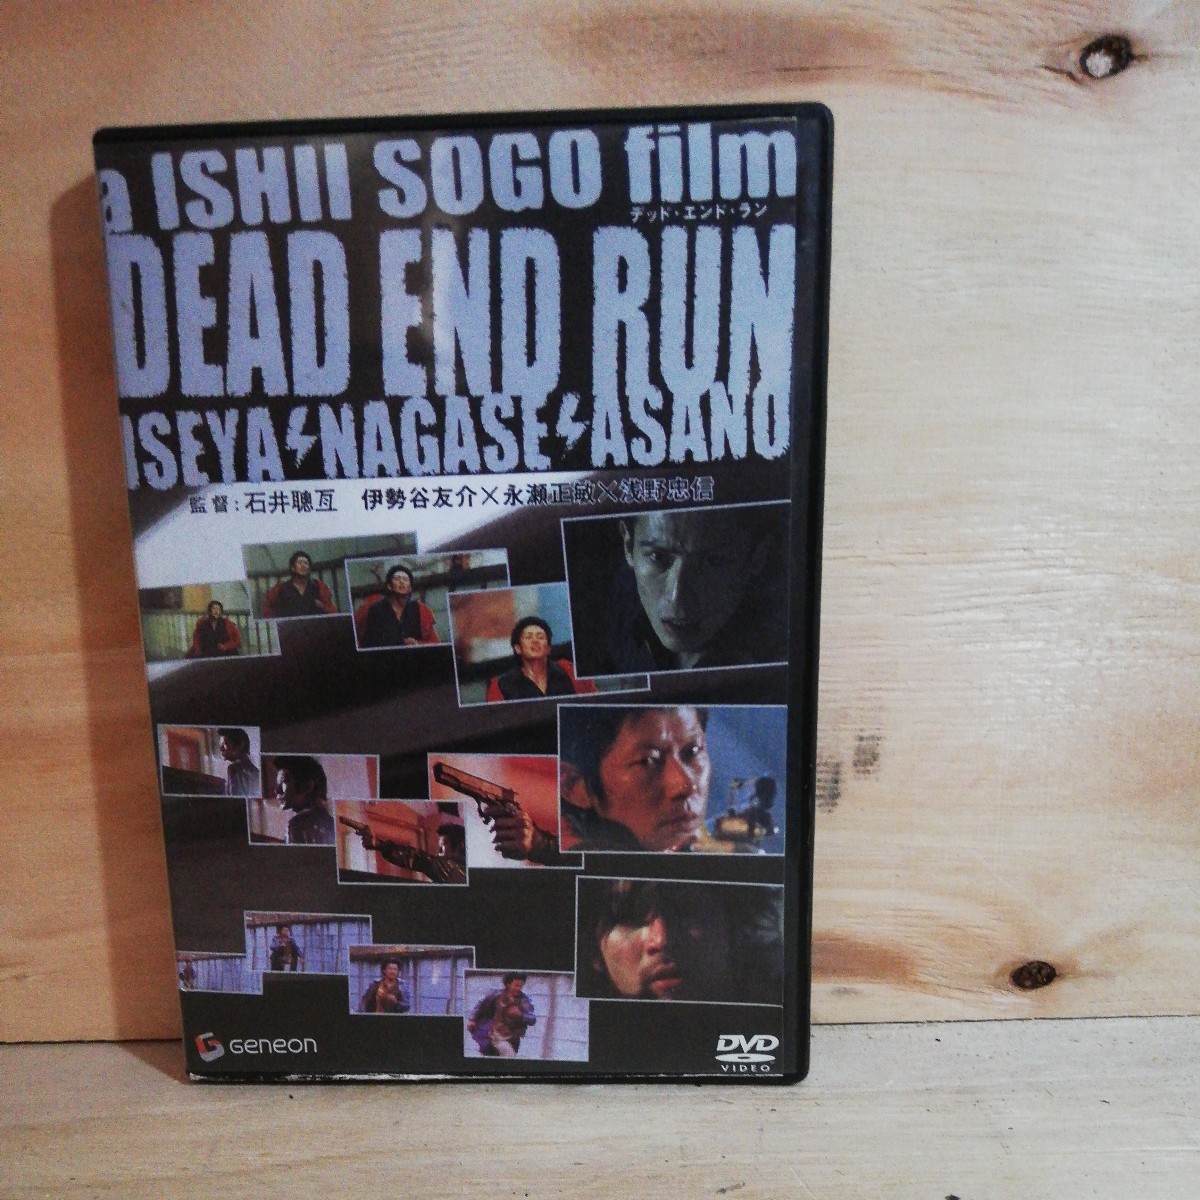 a ISHII SOGO film
デッド・エンド・ラン
DEAD END RUN
ISEYA NAGASE ASANO
監督:石井聰亙 伊勢谷友介×永瀬正敏×浅野忠信
Geneon
DVD
VIDEO